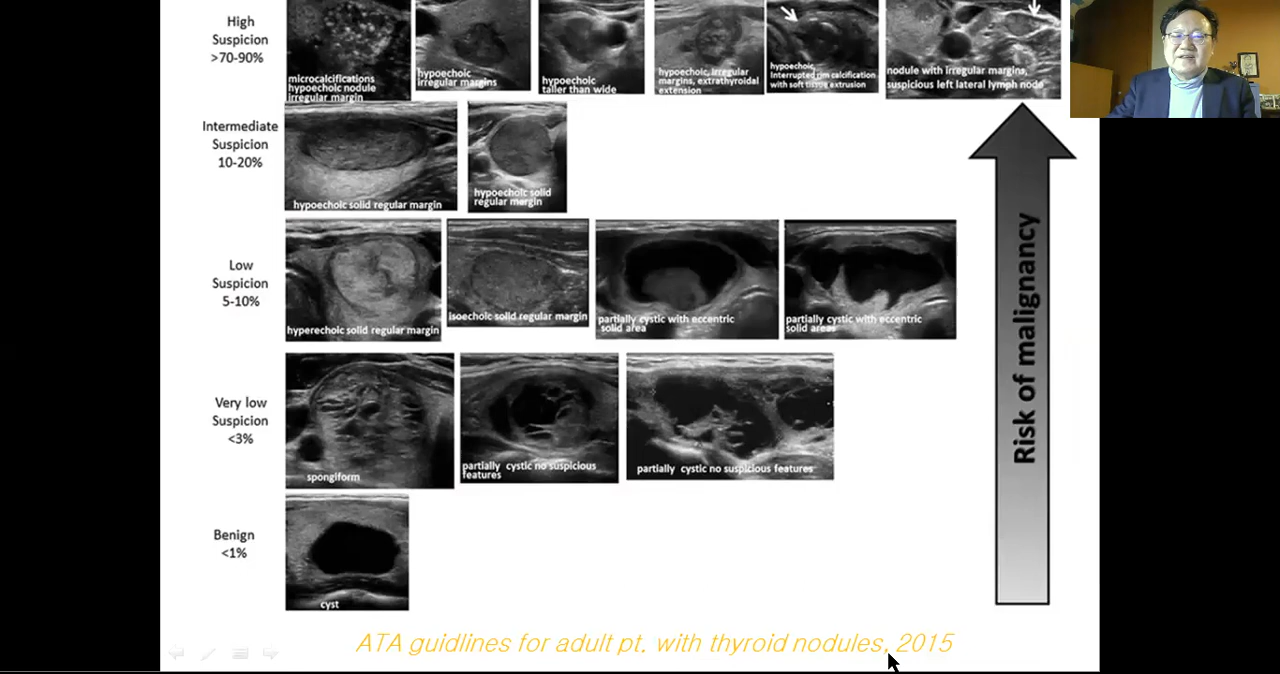 High
Suspicion
>70-90%
microcalcifications
hypoechoic nodule
irregular margin
hypoechoic
irregular margins
hypoechoic
taller than wide
hypoechoic, irregular
margins, extrathyroidal
extension
hypoechoic,
Interrupted rim calcification
with soft tissue extrusion
nodule with irregular margins,
suspicious left lateral lymph node
Intermediate
Suspicion
10-20%
hypoechoic solid regular margin
hypoechoic solid
regular margin
Low
Suspicion
5-10%
hyperechoic solid regular margin
isoechoic solid regular margin
partially cystic with eccentric
solid area
partially cystic with eccentric
solid areas
Very low
Suspicion
<3%
spongiform
partially cystic no suspicious
features
partially cystic no suspicious features
Benign
<1%
cyst
Risk of malignancy
ATA guidlines for adult pt. with thyroid nodules, 2015